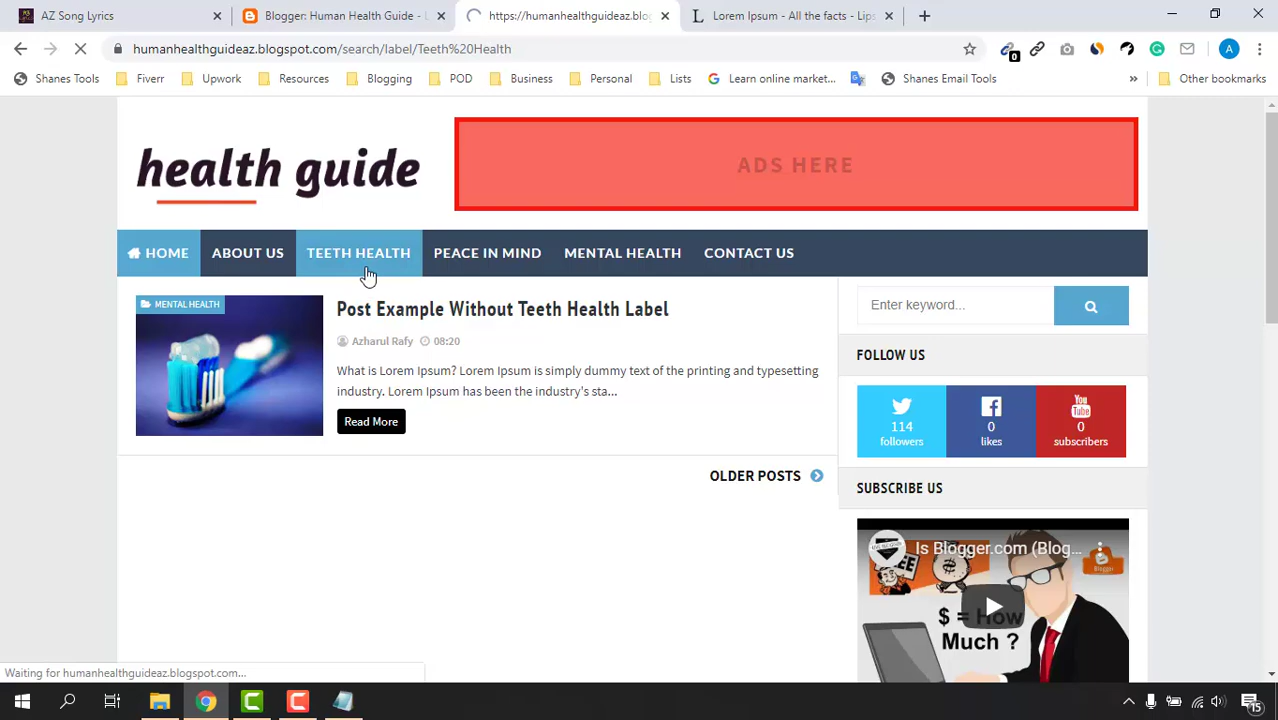 AZ Song Lyrics
Blogger: Human Health Guide - L
https://humanhealthguideaz.blog
Lorem Ipsum - All the facts - Lips
humanhealthguideaz.blogspot.com/search/label/Teeth%20Health
0
A
Shanes Tools
Fiverr
Upwork
Resources
Blogging
POD
Business
Personal
Lists
Learn online market...
Shanes Email Tools
»
Other bookmarks
health guide
ADS HERE
HOME
ABOUT US
TEETH HEALTH
PEACE IN MIND
MENTAL HEALTH
CONTACT US
MENTAL HEALTH
Post Example Without Teeth Health Label
Azharul Rafy 08:20
What is Lorem Ipsum? Lorem Ipsum is simply dummy text of the printing and typesetting
industry. Lorem Ipsum has been the industry's sta...
Read More
OLDER POSTS
Enter keyword...
FOLLOW US
114
followers
0
likes
You
Tube
0
subscribers
SUBSCRIBE US
Is Blogger.com (Blog...
$ = How
Much ?
Waiting for humanhealthguideaz.blogspot.com...
15